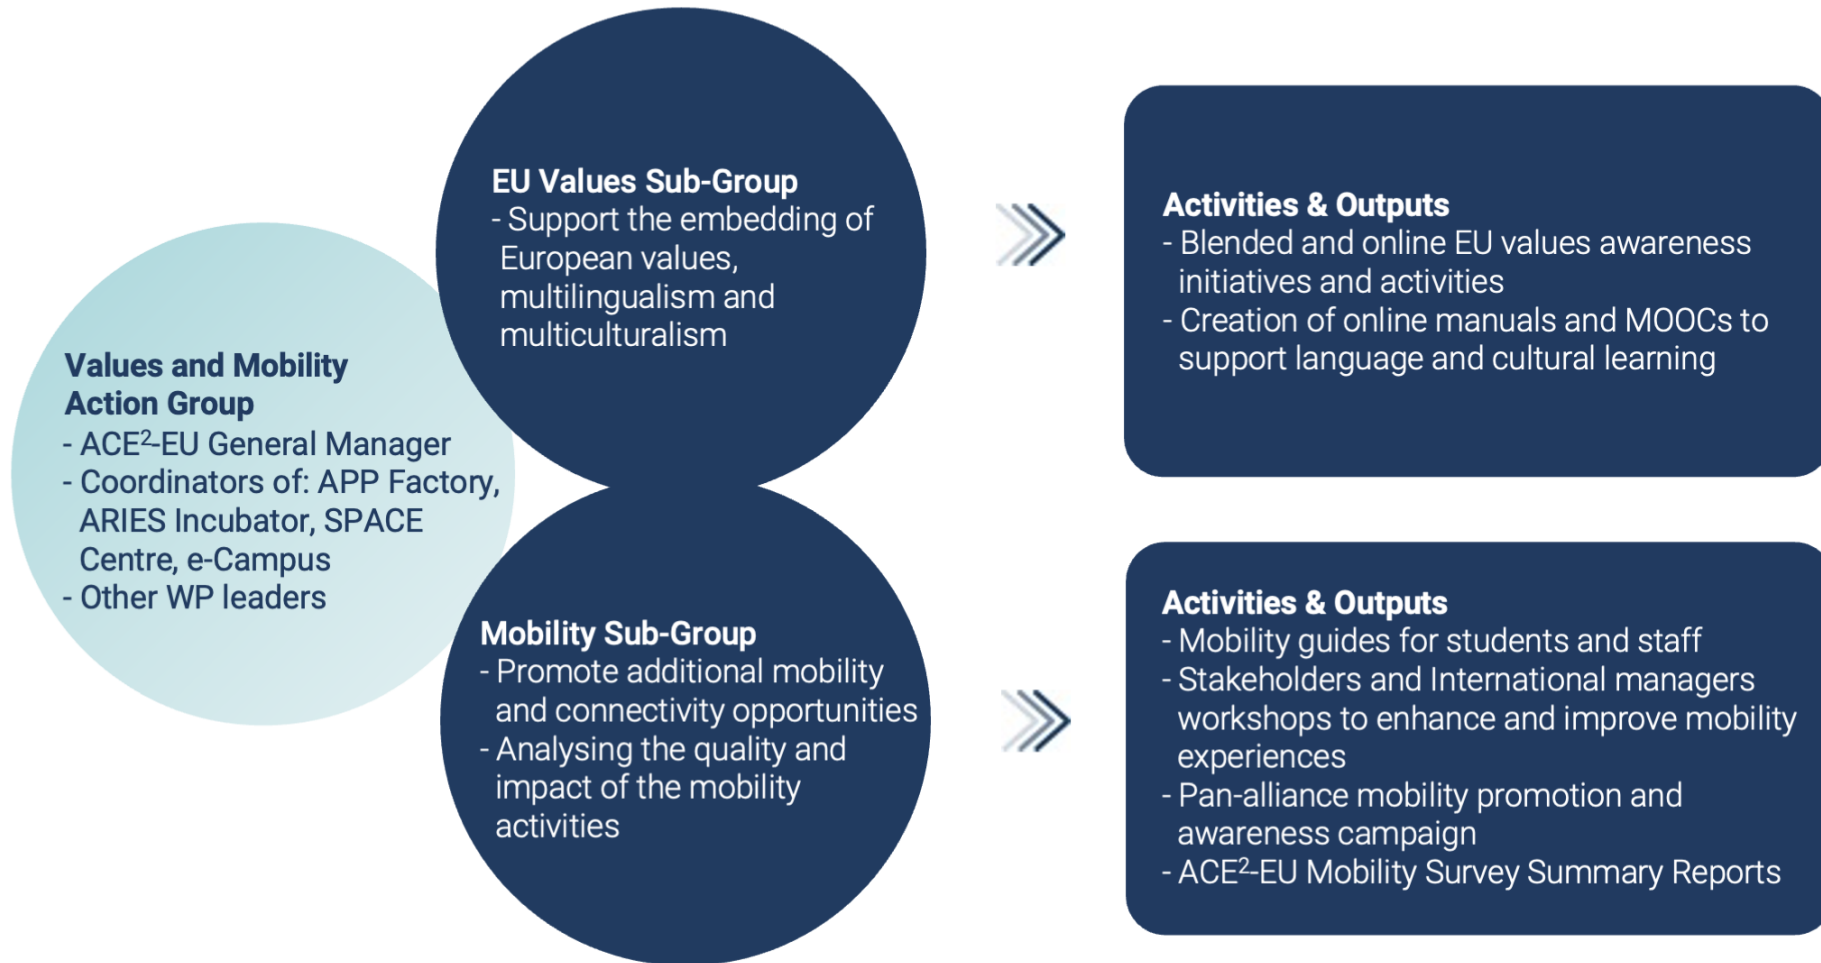 Values and Mobility
Action Group
- ACE²-EU General Manager
- Coordinators of: APP Factory,
ARIES Incubator, SPACE
Centre, e-Campus
- Other WP leaders
EU Values Sub-Group
- Support the embedding of
European values,
multilingualism and
multiculturalism
Activities & Outputs
- Blended and online EU values awareness
initiatives and activities
- Creation of online manuals and MOOCs to
support language and cultural learning
Mobility Sub-Group
- Promote additional mobility
and connectivity opportunities
- Analysing the quality and
impact of the mobility
activities
Activities & Outputs
- Mobility guides for students and staff
- Stakeholders and International managers
workshops to enhance and improve mobility
experiences
- Pan-alliance mobility promotion and
awareness campaign
- ACE²-EU Mobility Survey Summary Reports